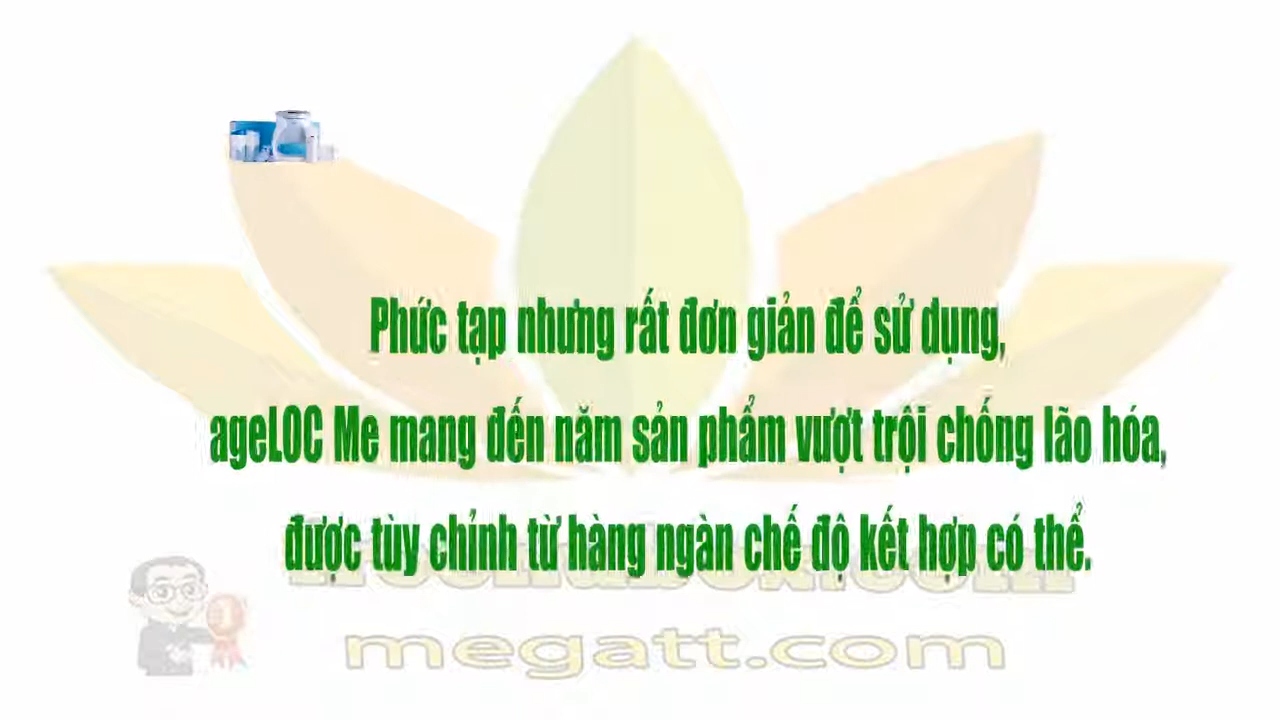 Phức tạp nhưng rất đơn giản để sử dụng,
ageLOC Me mang đến năm sản phẩm vượt trội chống lão hóa,
được tùy chỉnh từ hàng ngàn chế độ kết hợp có thể.
megatt.com